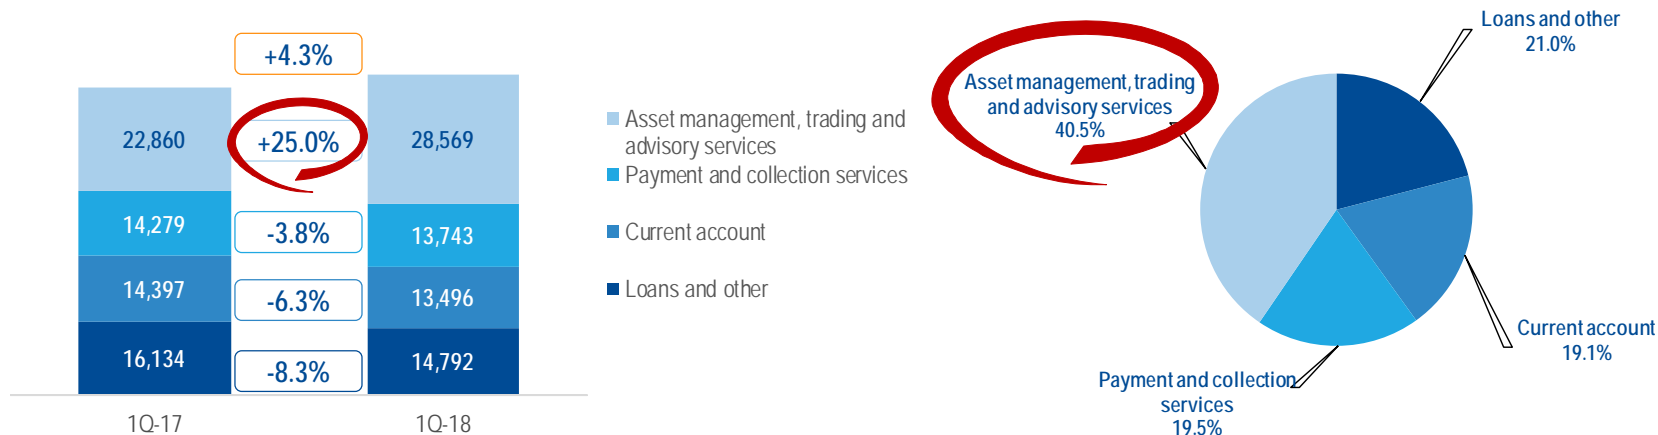 +4.3%
22,860
+25.0%
28,569
14,279
-3.8%
13,743
14,397
-6.3%
13,496
16,134
-8.3%
14,792
1Q-17
1Q-18
Asset management, trading and
advisory services
Payment and collection services
Current account
Loans and other
Loans and other
21.0%
Asset management, trading
and advisory services
40.5%
Current account
19.1%
Payment and collection
services
19.5%